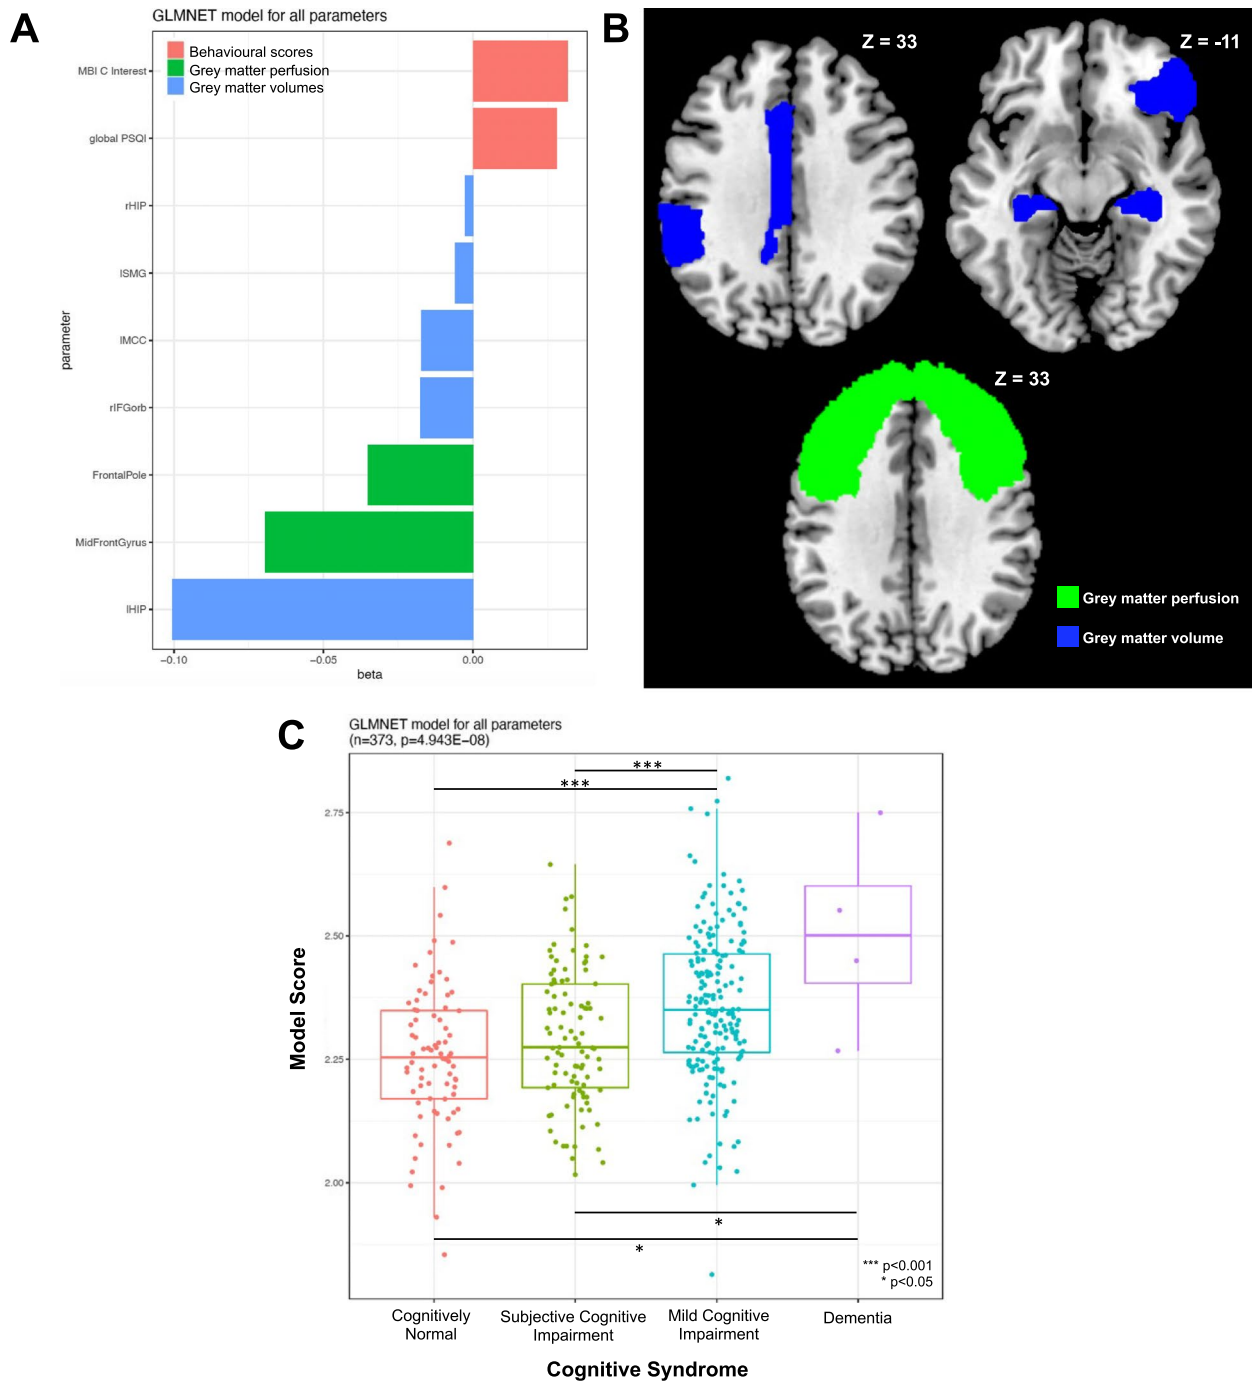 A
GLMNET model for all parameters
Behavioural scores
Grey matter perfusion
Grey matter volumes
MBI C Interest
global PSQI
rHIP
lSMG
lMCC
rIFGorb
FrontalPole
MidFrontGyrus
lHIP
parameter
−0.10
−0.05
0.00
beta
B
Z = 33
Z = -11
Z = 33
Grey matter perfusion
Grey matter volume
C
GLMNET model for all parameters
(n=373, p=4.943E−08)
***
***
2.75
2.50
2.25
2.00
Model Score
*
*
*** p<0.001
* p<0.05
Cognitively
Normal
Subjective Cognitive
Impairment
Mild Cognitive
Impairment
Dementia
Cognitive Syndrome